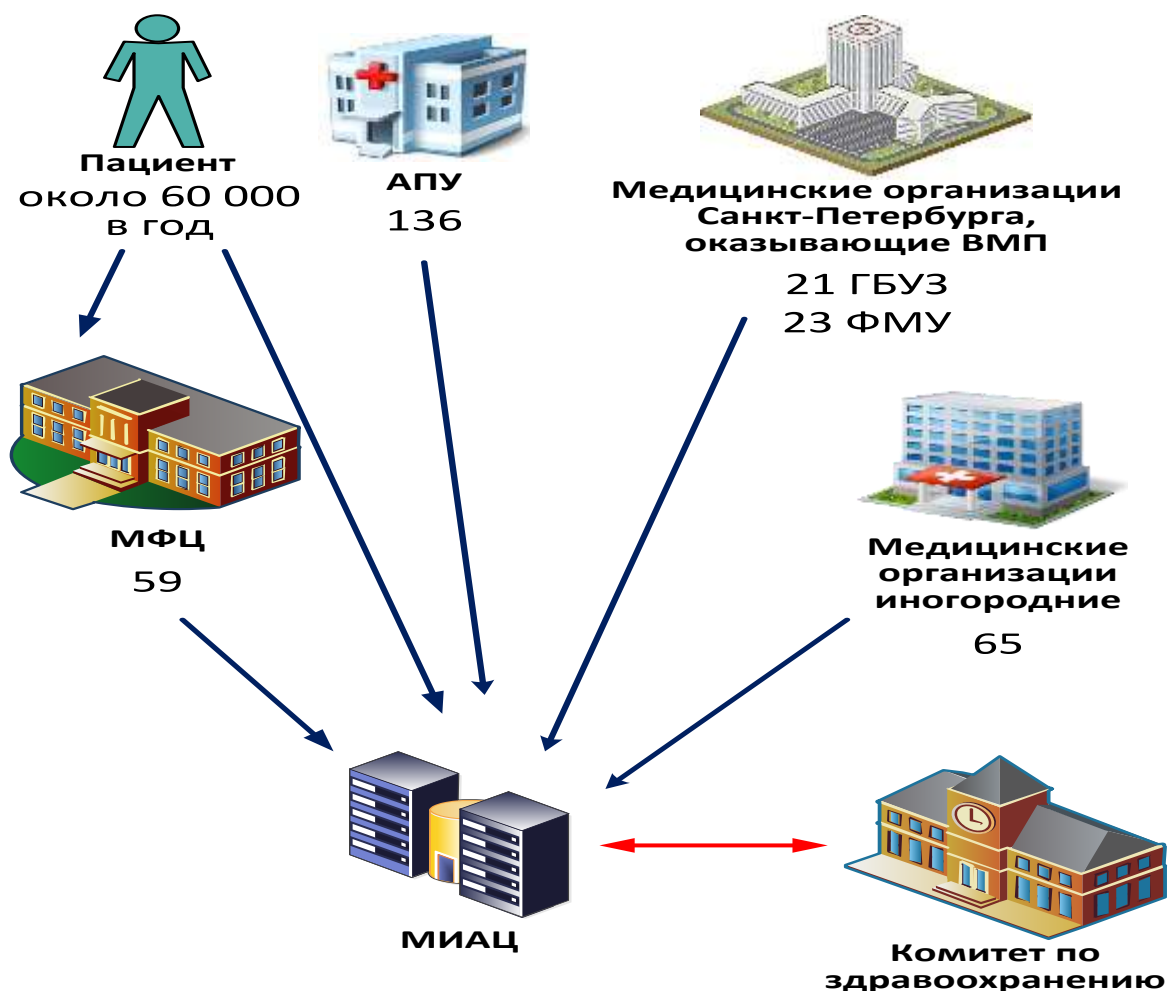 Пациент
около 60 000
в год
АПУ
136
Медицинские организации
Санкт-Петербурга,
оказывающие ВМП
21 ГБУЗ
23 ФМУ
МФЦ
59
Медицинские
организации
иногородние
65
МИАЦ
Комитет по
здравоохранению